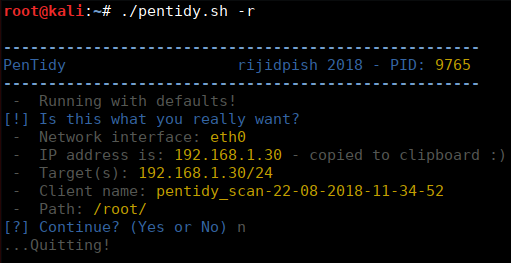 root@kali:~# ./pentidy.sh -r
-----------------------------------------------------
PenTidy rijidpish 2018 - PID: 9765
-----------------------------------------------------
- Running with defaults!
[!] Is this what you really want?
- Network interface: eth0
- IP address is: 192.168.1.30 - copied to clipboard :)
- Target(s): 192.168.1.30/24
- Client name: pentidy_scan-22-08-2018-11-34-52
- Path: /root/
[?] Continue? (Yes or No) n
...Quitting!